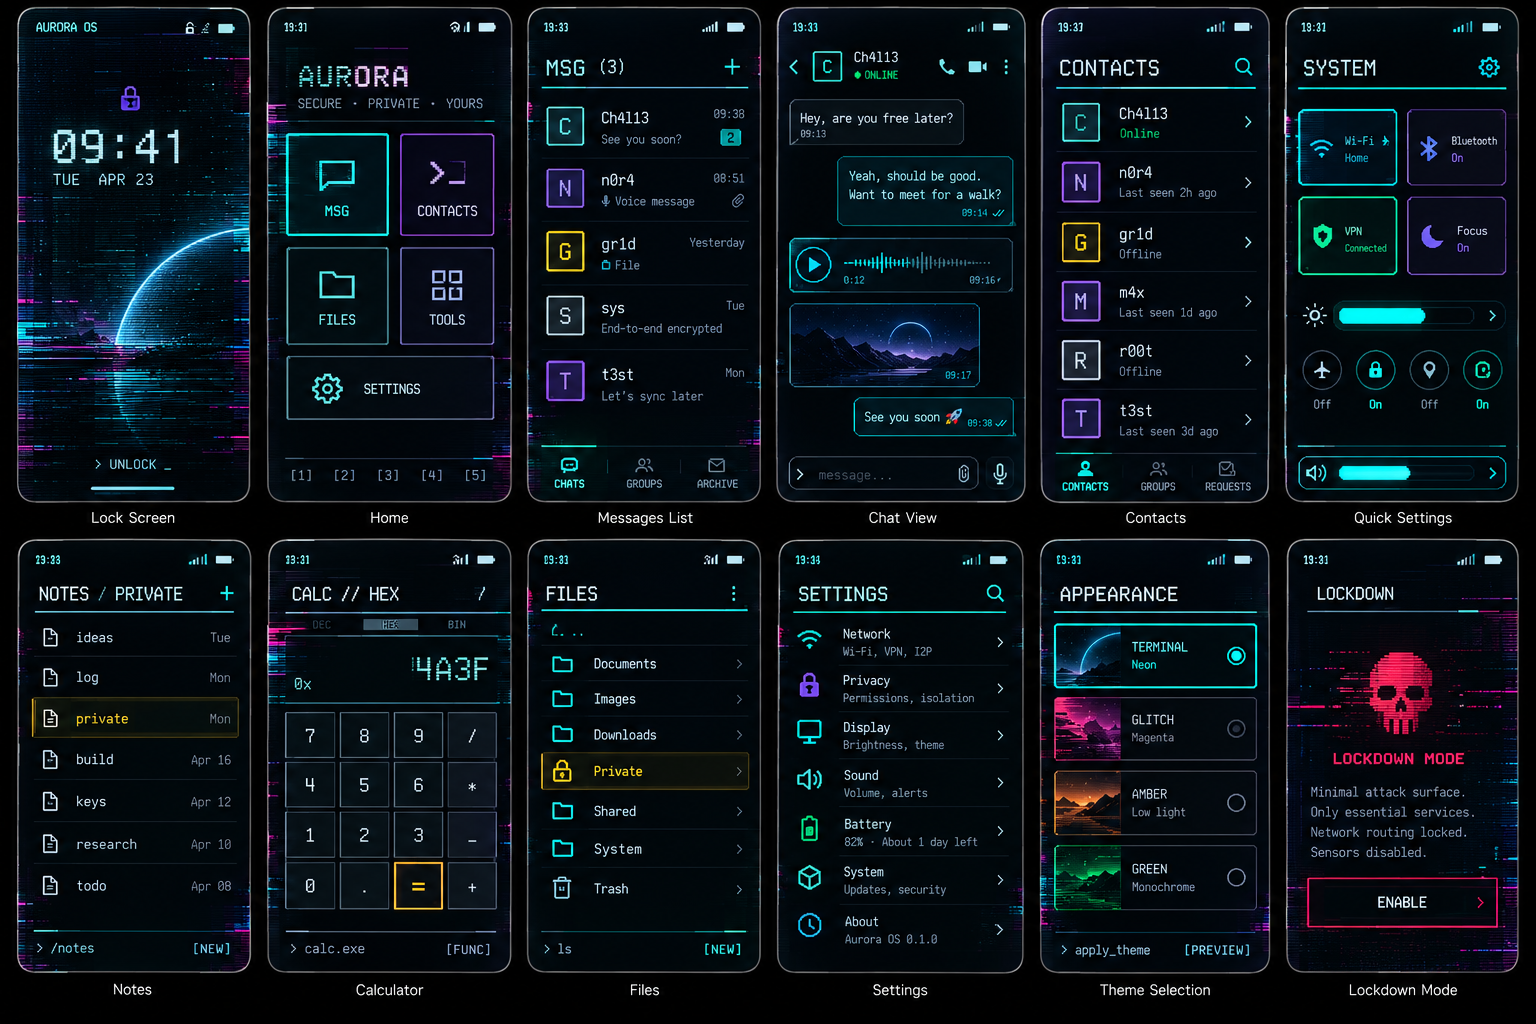 AURORA OS
09:41
TUE APR 23
> UNLOCK _
Lock Screen
19:31
AURORA
SECURE · PRIVATE · YOURS
MSG
CONTACTS
FILES
TOOLS
SETTINGS
[1] [2] [3] [4] [5]
Home
19:33
MSG (3)
C
Ch4l13
09:38
See you soon?
2
N
n0r4
08:51
Voice message
G
gr1d
Yesterday
File
S
sys
Tue
End-to-end encrypted
T
t3st
Mon
Let's sync later
CHATS
GROUPS
ARCHIVE
Messages List
19:33
C
Ch4l13
ONLINE
Hey, are you free later?
09:13
Yeah, should be good.
Want to meet for a walk?
09:14
0:12
09:16
09:17
See you soon 🚀
09:38
> message...
Chat View
19:33
CONTACTS
C
Ch4l13
Online
N
n0r4
Last seen 2h ago
G
gr1d
Offline
M
m4x
Last seen 1d ago
R
r00t
Offline
T
t3st
Last seen 3d ago
CONTACTS
GROUPS
REQUESTS
Contacts
19:31
SYSTEM
Wi-Fi
Home
Bluetooth
On
VPN
Connected
Focus
On
Off
On
Off
On
Quick Settings
NOTES / PRIVATE
+
ideas
Tue
log
Mon
private
Mon
build
Apr 16
keys
Apr 12
research
Apr 10
todo
Apr 08
> /notes
[NEW]
Notes
19:31
CALC // HEX
/
DEC
HEX
BIN
0x
4A3F
7 8 9 /
4 5 6 *
1 2 3 -
0 . = +
> calc.exe
[FUNC]
Calculator
FILES
Documents
Images
Downloads
Private
Shared
System
Trash
> ls
[NEW]
Files
SETTINGS
Network
Wi-Fi, VPN, I2P
Privacy
Permissions, isolation
Display
Brightness, theme
Sound
Volume, alerts
Battery
82% · About 1 day left
System
Updates, security
About
Aurora OS 0.1.0
Settings
APPEARANCE
TERMINAL
Neon
GLITCH
Magenta
AMBER
Low light
GREEN
Monochrome
> apply_theme
[PREVIEW]
Theme Selection
19:31
LOCKDOWN
LOCKDOWN MODE
Minimal attack surface.
Only essential services.
Network routing locked.
Sensors disabled.
ENABLE
Lockdown Mode